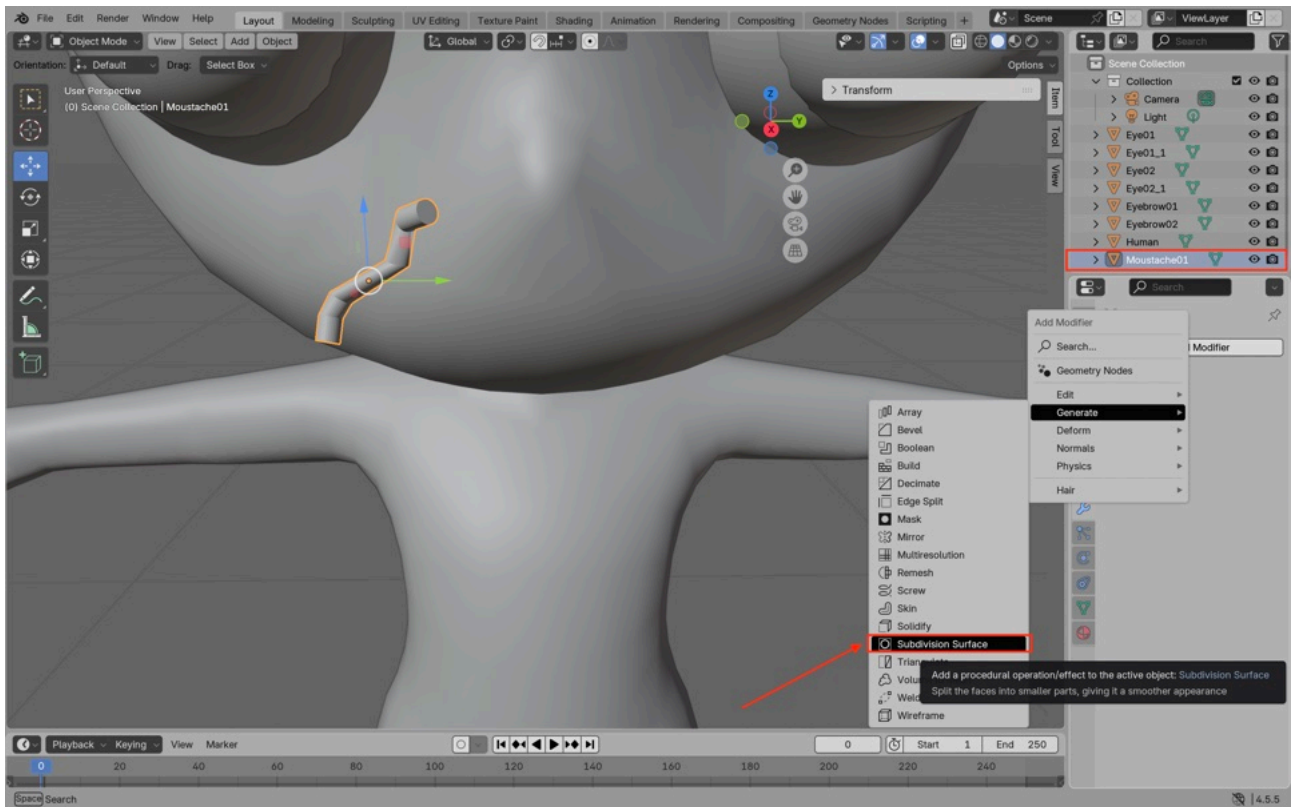 File Edit Render Window Help Layout Modeling Sculpting UV Editing Texture Paint Shading Animation Rendering Compositing Geometry Nodes Scripting + Scene ViewLayer
Object Mode View Select Add Object Global Search
Orientation: Default Drag: Select Box Options
User Perspective
(0) Scene Collection | Moustache01
Transform
Item
Tool
View
Z
Y
X
Scene Collection
Collection
Camera
Light
Eye01
Eye01_1
Eye02
Eye02_1
Eyebrow01
Eyebrow02
Human
Moustache01
Search
Add Modifier
Search...
Modifier
Geometry Nodes
Edit
Generate
Deform
Normals
Physics
Hair
Array
Bevel
Boolean
Build
Decimate
Edge Split
Mask
Mirror
Multiresolution
Remesh
Screw
Skin
Solidify
Subdivision Surface
Add a procedural operation/effect to the active object: Subdivision Surface
Split the faces into smaller parts, giving it a smoother appearance
Weld
Wireframe
Playback Keying View Marker 0 Start 1 End 250
0 20 40 60 80 100 120 140 160 180 200 220 240
Space Search 4.5.5